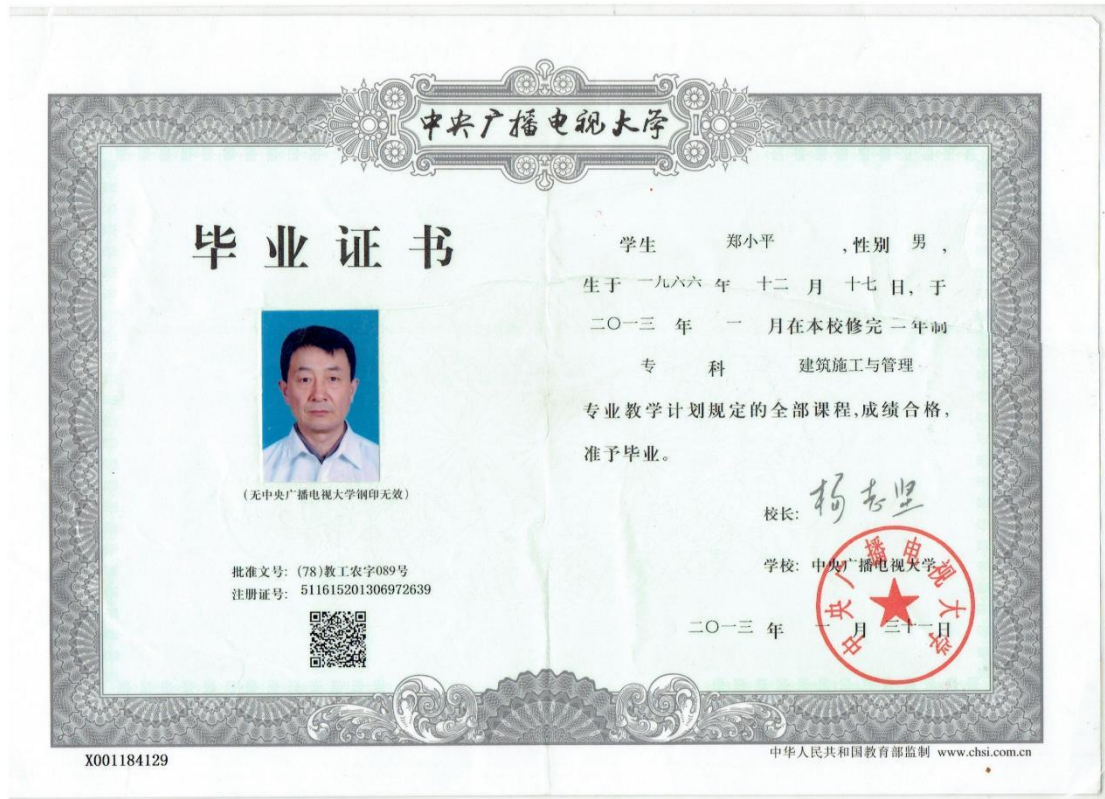 中央广播电视大学
毕业证书
(无中央广播电视大学钢印无效)
批准文号: (78)教工农字089号
注册证号: 511615201306972639
X001184129
学生 郑小平 ,性别 男 ,
生于 一九六六 年 十二 月 十七 日, 于
二〇一三 年 一 月在本校修完 二年制
专 科 建筑施工与管理
专业教学计划规定的全部课程,成绩合格,
准予毕业。
校长: 杨志坚
学校: 中央广播电视大学
二〇一三 年 一 月 三十一日
中央广播电视大学
中华人民共和国教育部监制 www.chsi.com.cn